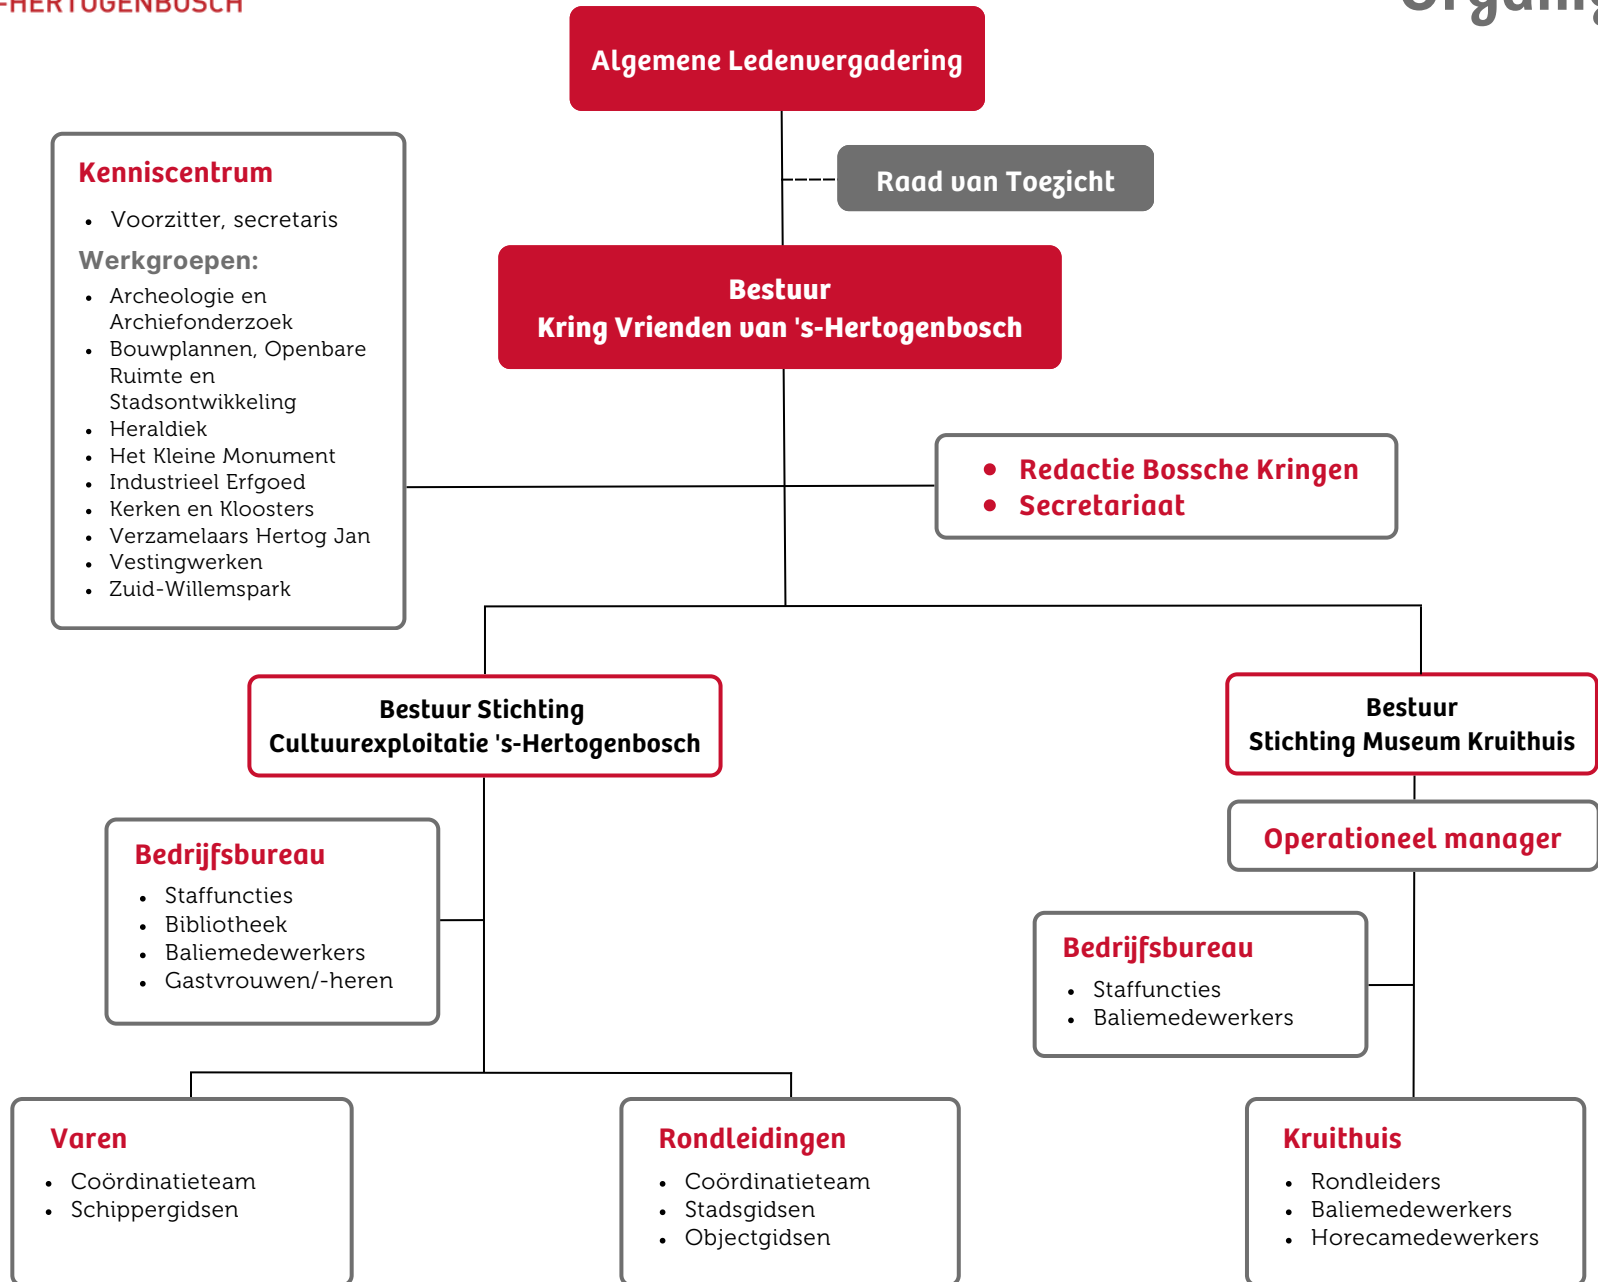 -HERTOGENBOSCH
Algemene Ledenvergadering
Raad van Toezicht
Kenniscentrum
• Voorzitter, secretaris
Werkgroepen:
• Archeologie en
Archiefonderzoek
• Bouwplannen, Openbare
Ruimte en
Stadsontwikkeling
• Heraldiek
• Het Kleine Monument
• Industrieel Erfgoed
• Kerken en Kloosters
• Verzamelaars Hertog Jan
• Vestingwerken
• Zuid-Willemspark
Bestuur
Kring Vrienden van 's-Hertogenbosch
• Redactie Bossche Kringen
• Secretariaat
Bestuur Stichting
Cultuurexploitatie 's-Hertogenbosch
Bestuur
Stichting Museum Kruithuis
Operationeel manager
Bedrijfsbureau
• Staffuncties
• Bibliotheek
• Baliemedewerkers
• Gastvrouwen/-heren
Bedrijfsbureau
• Staffuncties
• Baliemedewerkers
Varen
• Coördinatieteam
• Schippergidsen
Rondleidingen
• Coördinatieteam
• Stadsgidsen
• Objectgidsen
Kruithuis
• Rondleiders
• Baliemedewerkers
• Horecamedewerkers